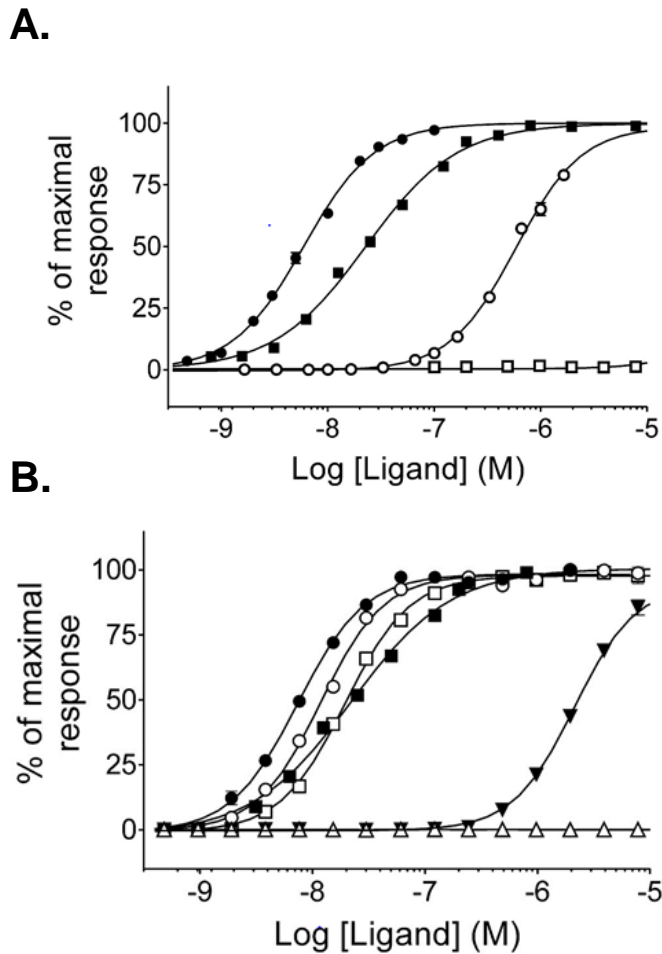 A.
% of maximal
response
100
75
50
25
0
-9
-8
-7
-6
-5
Log [Ligand] (M)
B.
% of maximal
response
100
75
50
25
0
-9
-8
-7
-6
-5
Log [Ligand] (M)